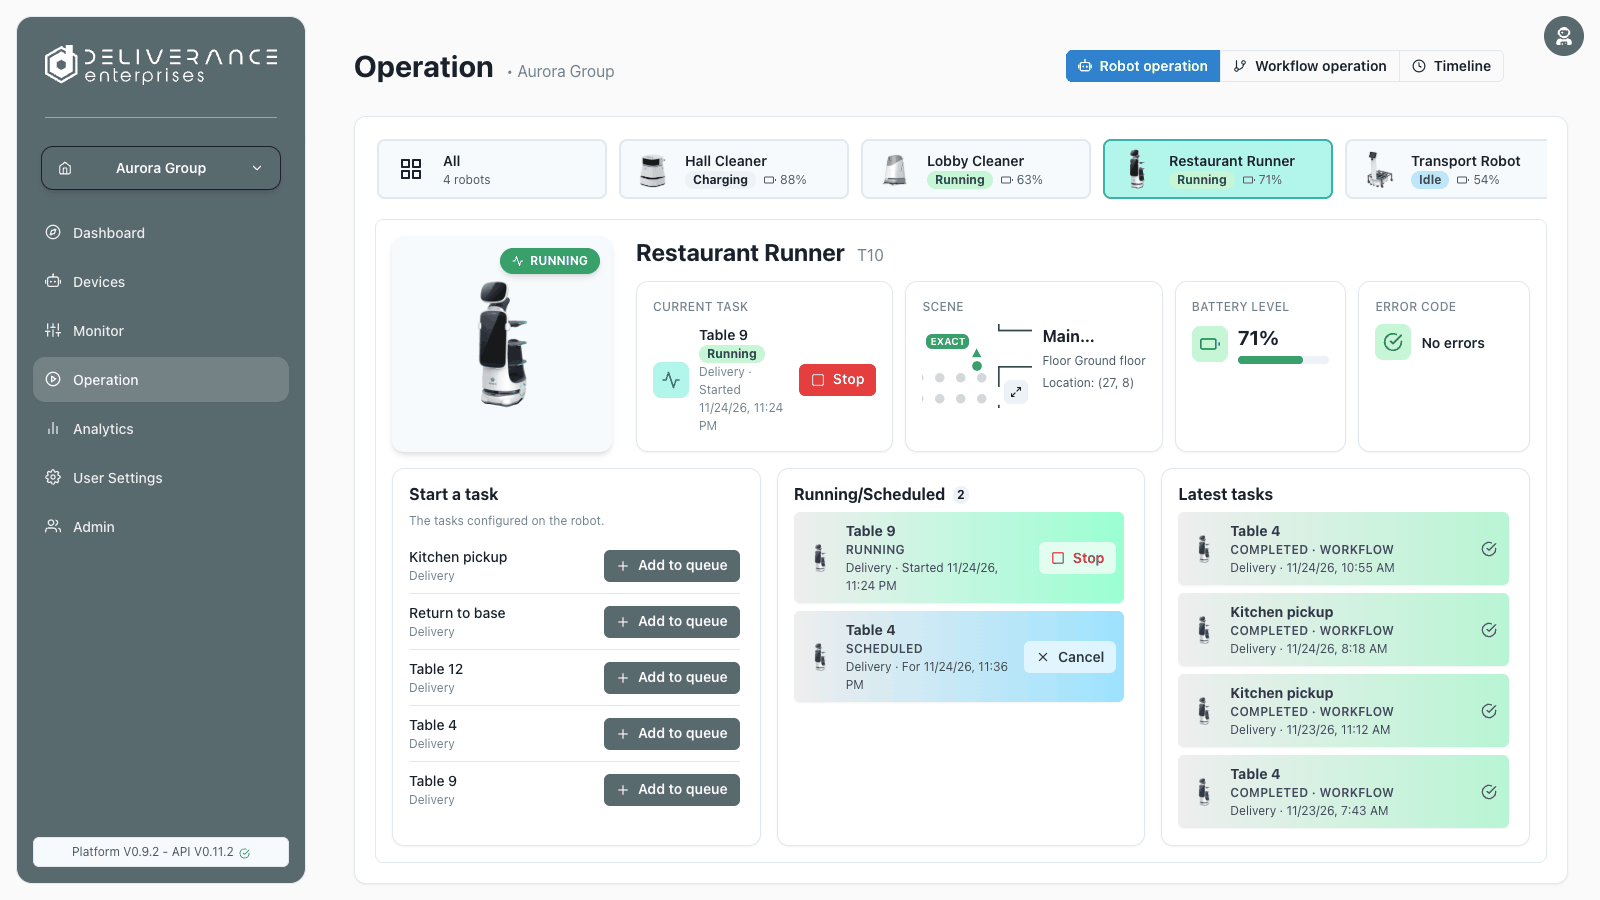 DELIVERANCE
enterprises
Aurora Group
Dashboard
Devices
Monitor
Operation
Analytics
User Settings
Admin
Platform V0.9.2 - API V0.11.2
Operation · Aurora Group
Robot operation
Workflow operation
Timeline
All
4 robots
Hall Cleaner
Charging 88%
Lobby Cleaner
Running 63%
Restaurant Runner
Running 71%
Transport Robot
Idle 54%
RUNNING
Restaurant Runner T10
CURRENT TASK
Table 9
Running
Delivery ·
Started
11/24/26, 11:24
PM
Stop
SCENE
EXACT
Main...
Floor Ground floor
Location: (27, 8)
BATTERY LEVEL
71%
ERROR CODE
No errors
Start a task
The tasks configured on the robot.
Kitchen pickup
Delivery
Add to queue
Return to base
Delivery
Add to queue
Table 12
Delivery
Add to queue
Table 4
Delivery
Add to queue
Table 9
Delivery
Add to queue
Running/Scheduled 2
Table 9
RUNNING
Delivery · Started 11/24/26,
11:24 PM
Stop
Table 4
SCHEDULED
Delivery · For 11/24/26, 11:36
PM
Cancel
Latest tasks
Table 4
COMPLETED · WORKFLOW
Delivery · 11/24/26, 10:55 AM
Kitchen pickup
COMPLETED · WORKFLOW
Delivery · 11/24/26, 8:18 AM
Kitchen pickup
COMPLETED · WORKFLOW
Delivery · 11/23/26, 11:12 AM
Table 4
COMPLETED · WORKFLOW
Delivery · 11/23/26, 7:43 AM